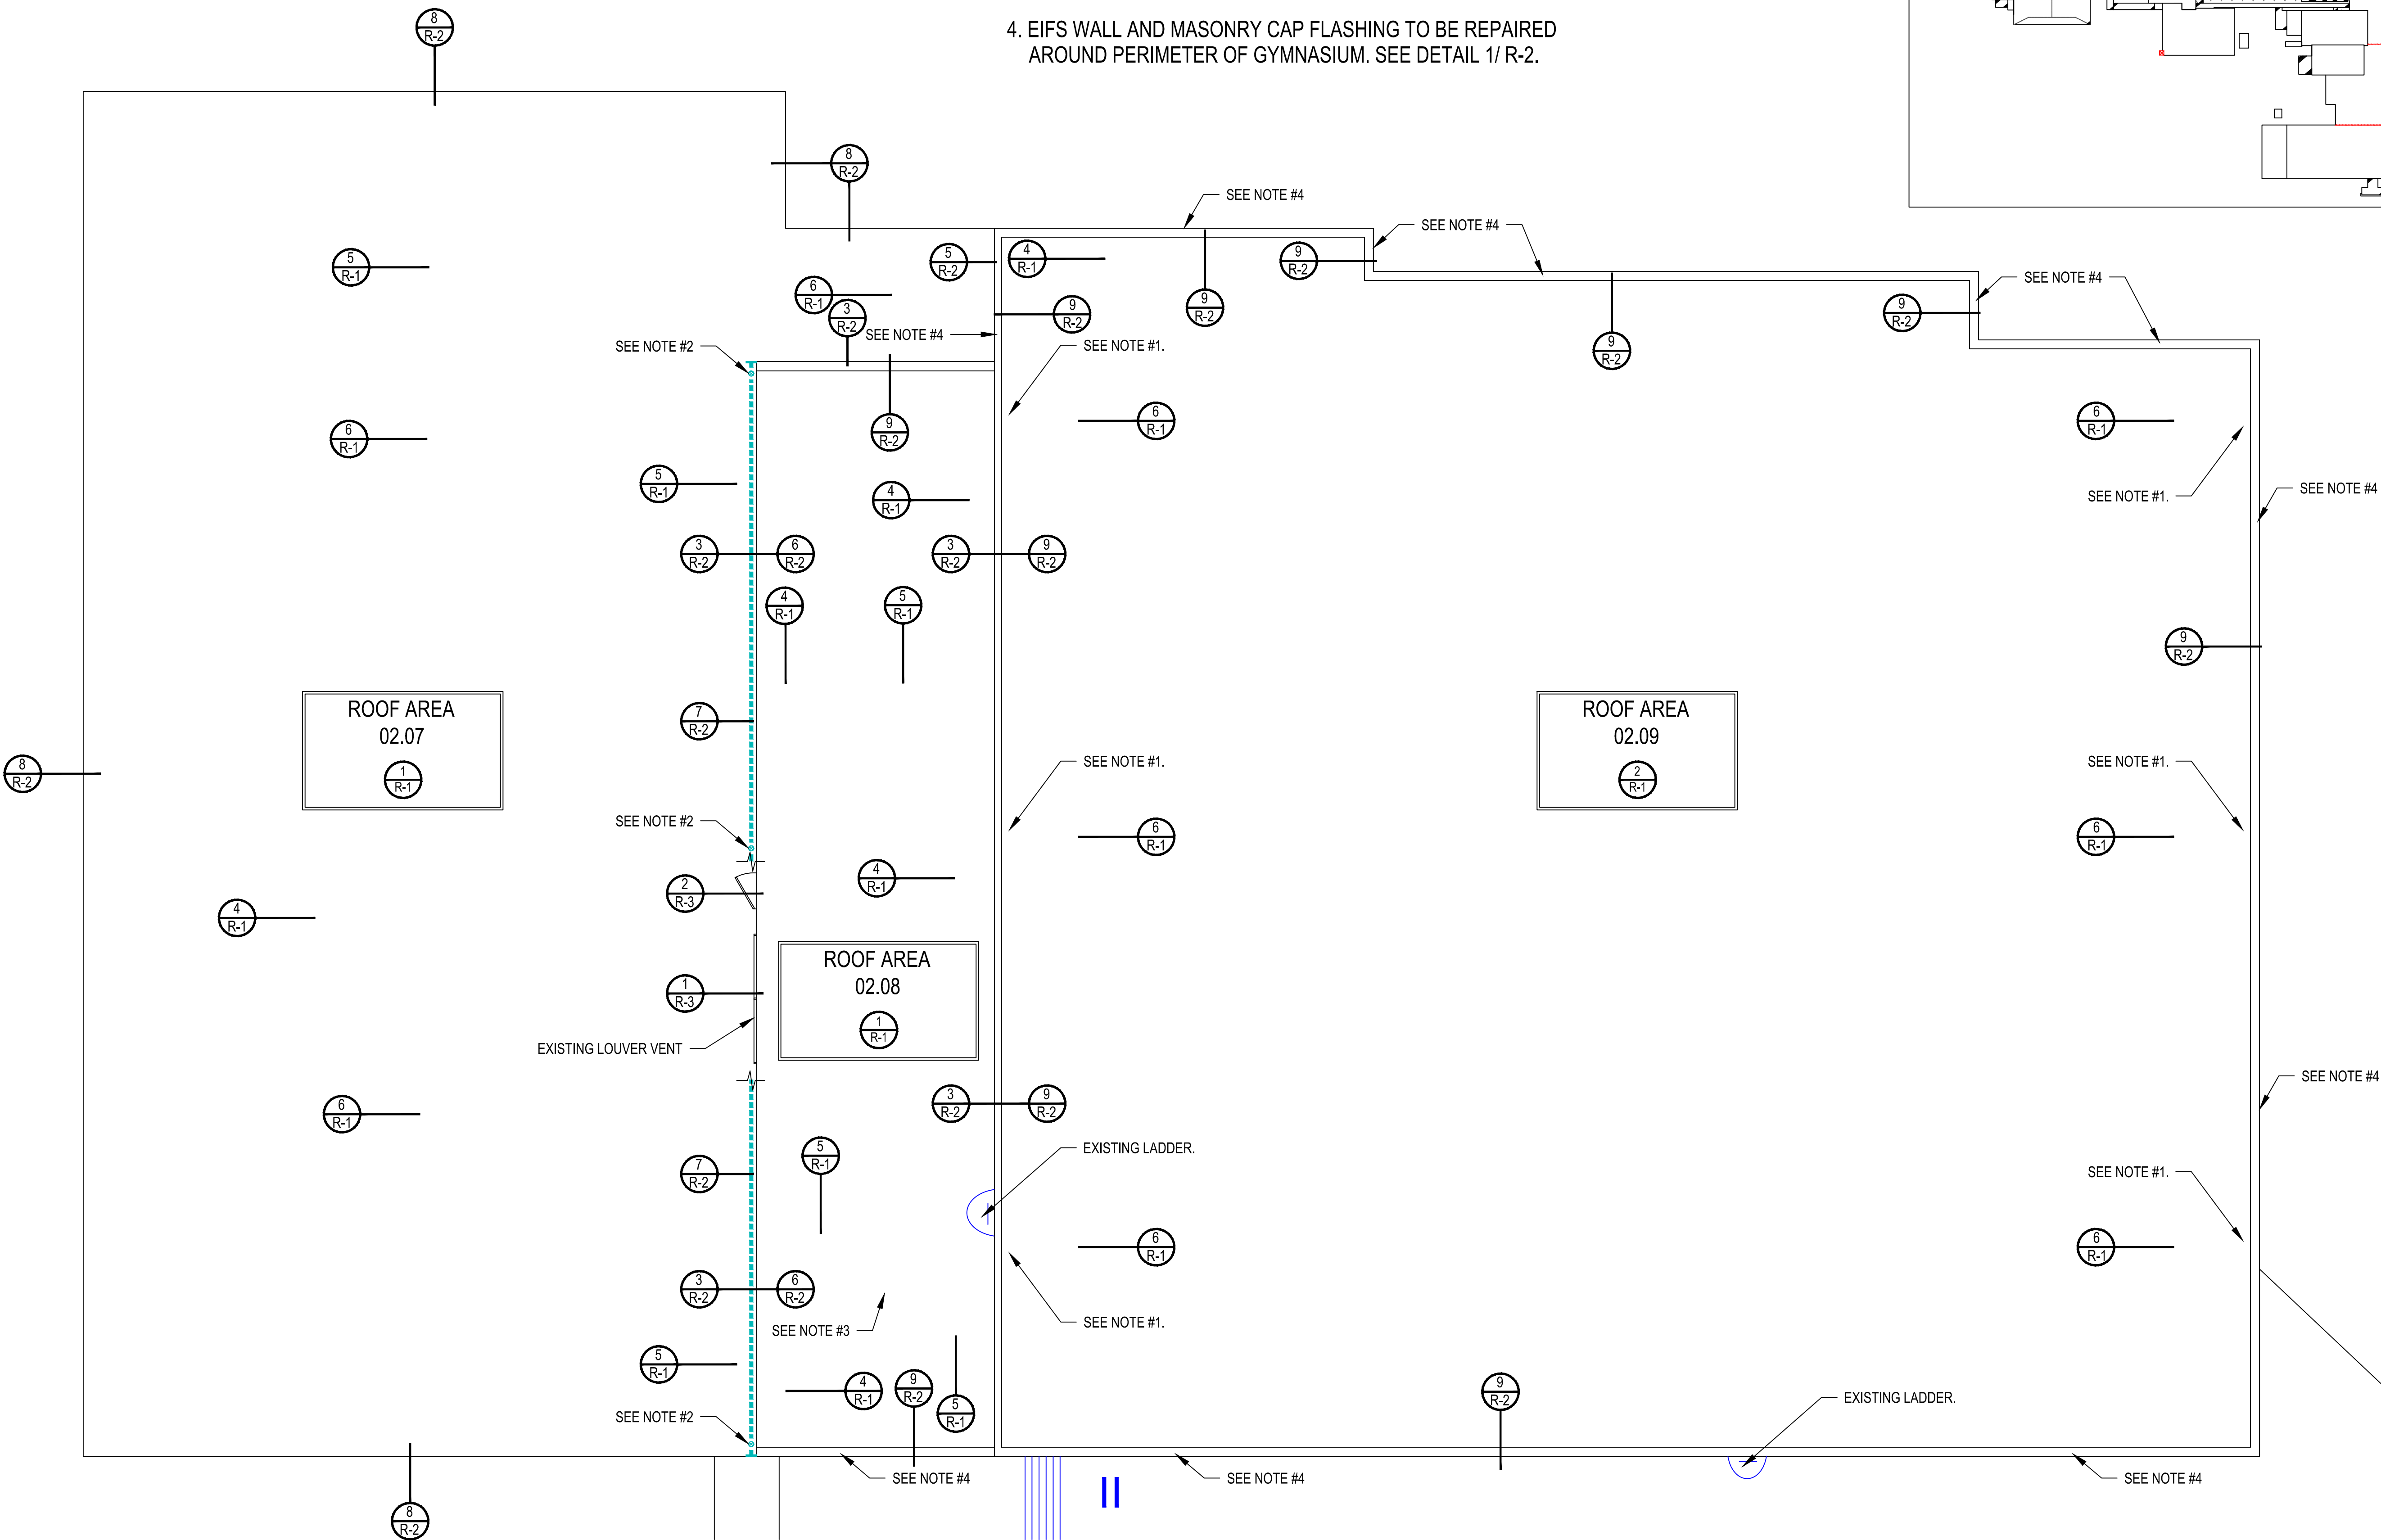 4. EIFS WALL AND MASONRY CAP FLASHING TO BE REPAIRED
AROUND PERIMETER OF GYMNASIUM. SEE DETAIL 1/ R-2.
8
R-2
8
R-2
SEE NOTE #4
SEE NOTE #4
5
R-1
5
R-2
4
R-1
9
R-2
SEE NOTE #4
6
R-1
3
R-2
9
R-2
9
R-2
9
R-2
SEE NOTE #4
SEE NOTE #2
SEE NOTE #1.
9
R-2
6
R-1
9
R-2
6
R-1
6
R-1
5
R-1
4
R-1
SEE NOTE #1.
SEE NOTE #4
3
R-2
6
R-2
3
R-2
9
R-2
4
R-1
5
R-1
9
R-2
ROOF AREA
02.07
1
R-1
7
R-2
ROOF AREA
02.09
2
R-1
8
R-2
SEE NOTE #1.
SEE NOTE #1.
SEE NOTE #2
6
R-1
6
R-1
2
R-3
4
R-1
4
R-1
ROOF AREA
02.08
1
R-1
1
R-3
EXISTING LOUVER VENT
SEE NOTE #4
6
R-1
3
R-2
9
R-2
5
R-1
EXISTING LADDER.
7
R-2
SEE NOTE #1.
6
R-1
6
R-1
3
R-2
6
R-2
SEE NOTE #3
SEE NOTE #1.
5
R-1
4
R-1
9
R-2
5
R-1
9
R-2
EXISTING LADDER.
SEE NOTE #2
SEE NOTE #4
SEE NOTE #4
SEE NOTE #4
8
R-2